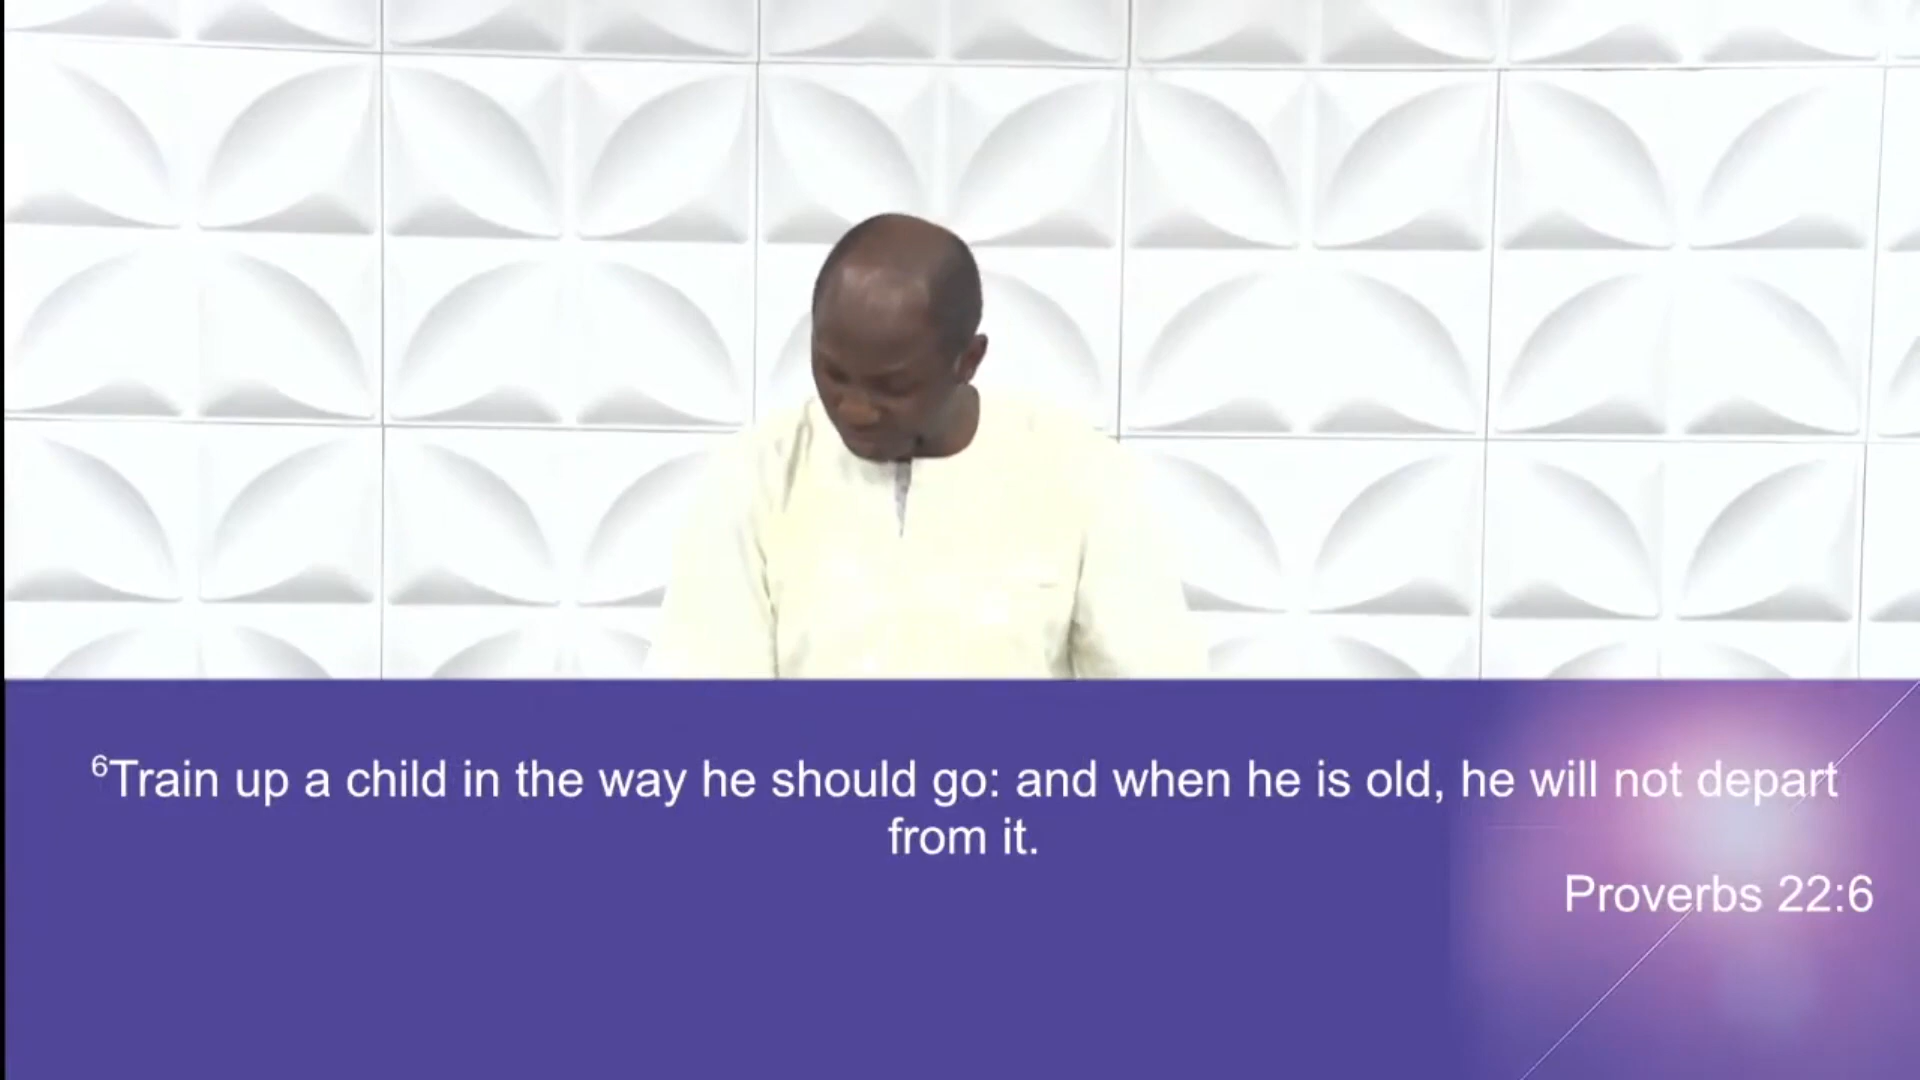 ⁶Train up a child in the way he should go: and when he is old, he will not depart
from it.
Proverbs 22:6